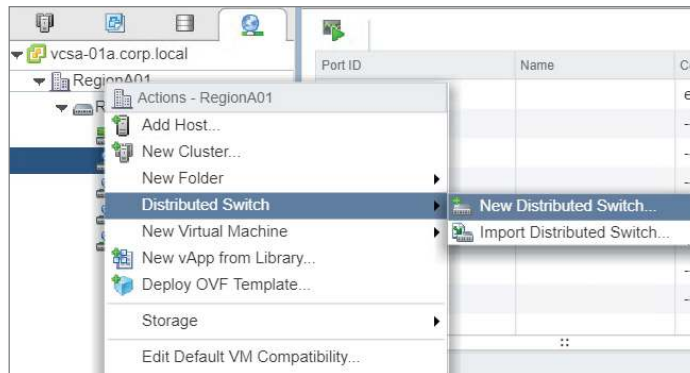 vcsa-01a.corp.local
RegionA01
Port ID
Name
Actions - RegionA01
Add Host...
New Cluster...
New Folder
Distributed Switch
New Distributed Switch...
New Virtual Machine
Import Distributed Switch...
New vApp from Library...
Deploy OVF Template...
Storage
Edit Default VM Compatibility...